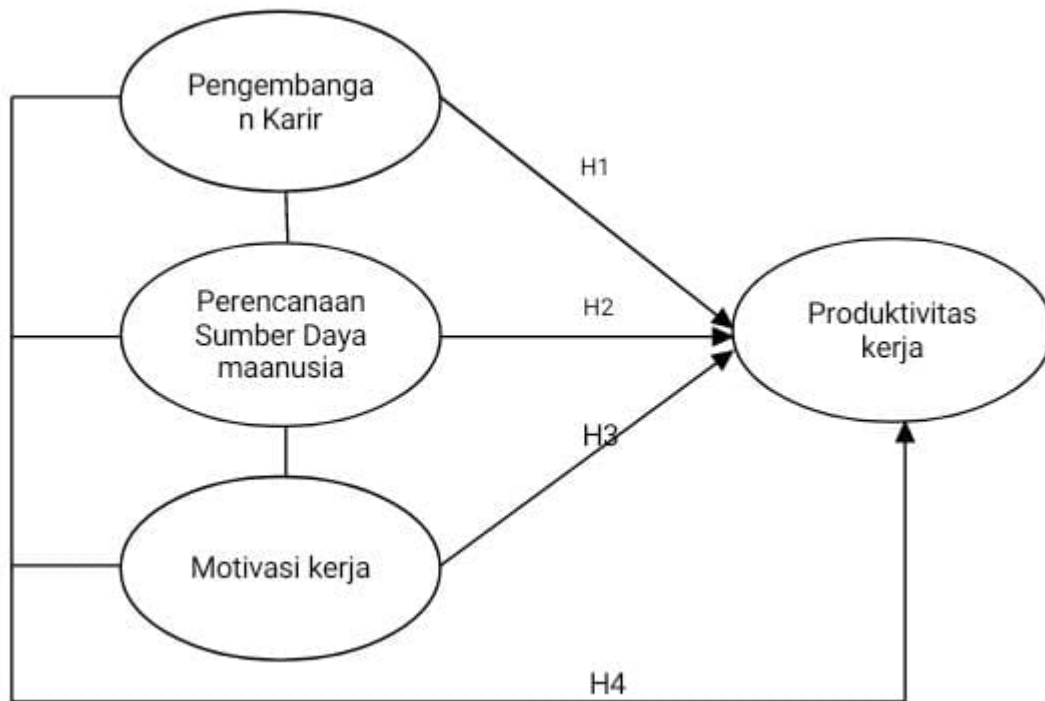 Pengembanga
n Karir
H1
Perencanaan
Sumber Daya
maanusia
H2
Produktivitas
kerja
H3
Motivasi kerja
H4